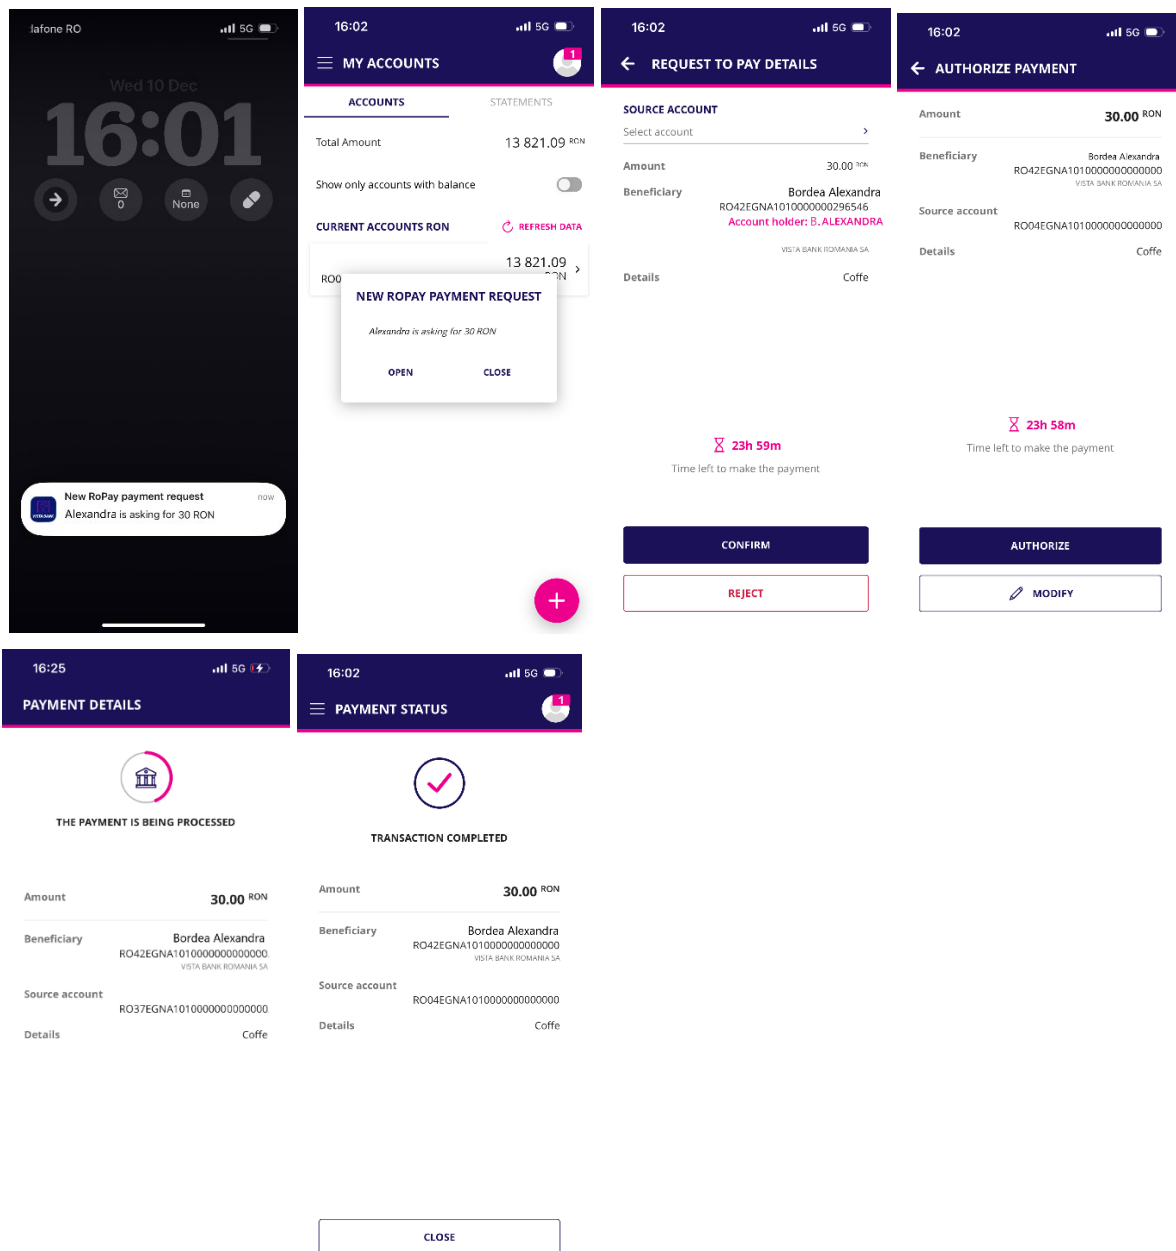 lafone RO
5G
Wed 10 Dec
16:01
0
None
VISTA BANK
New RoPay payment request
now
Alexandra is asking for 30 RON
16:02
5G
MY ACCOUNTS
1
ACCOUNTS
STATEMENTS
Total Amount
13 821.09 RON
Show only accounts with balance
CURRENT ACCOUNTS RON
REFRESH DATA
13 821.09
RO0
RON
NEW ROPAY PAYMENT REQUEST
Alexandra is asking for 30 RON
OPEN
CLOSE
+
16:02
5G
REQUEST TO PAY DETAILS
SOURCE ACCOUNT
Select account
Amount
30.00 RON
Beneficiary
Bordea Alexandra
RO42EGNA1010000000296546
Account holder: B. ALEXANDRA
VISTA BANK ROMANIA SA
Details
Coffe
23h 59m
Time left to make the payment
CONFIRM
REJECT
16:02
5G
AUTHORIZE PAYMENT
Amount
30.00 RON
Beneficiary
Bordea Alexandra
RO42EGNA1010000000000000
VISTA BANK ROMANIA SA
Source account
RO04EGNA1010000000000000
Details
Coffe
23h 58m
Time left to make the payment
AUTHORIZE
MODIFY
16:25
5G
PAYMENT DETAILS
THE PAYMENT IS BEING PROCESSED
Amount
30.00 RON
Beneficiary
Bordea Alexandra
RO42EGNA1010000000000000.
VISTA BANK ROMANIA SA
Source account
RO37EGNA1010000000000000
Details
Coffe
16:02
5G
PAYMENT STATUS
1
TRANSACTION COMPLETED
Amount
30.00 RON
Beneficiary
Bordea Alexandra
RO42EGNA1010000000000000
VISTA BANK ROMANIA SA
Source account
RO04EGNA1010000000000000
Details
Coffe
CLOSE